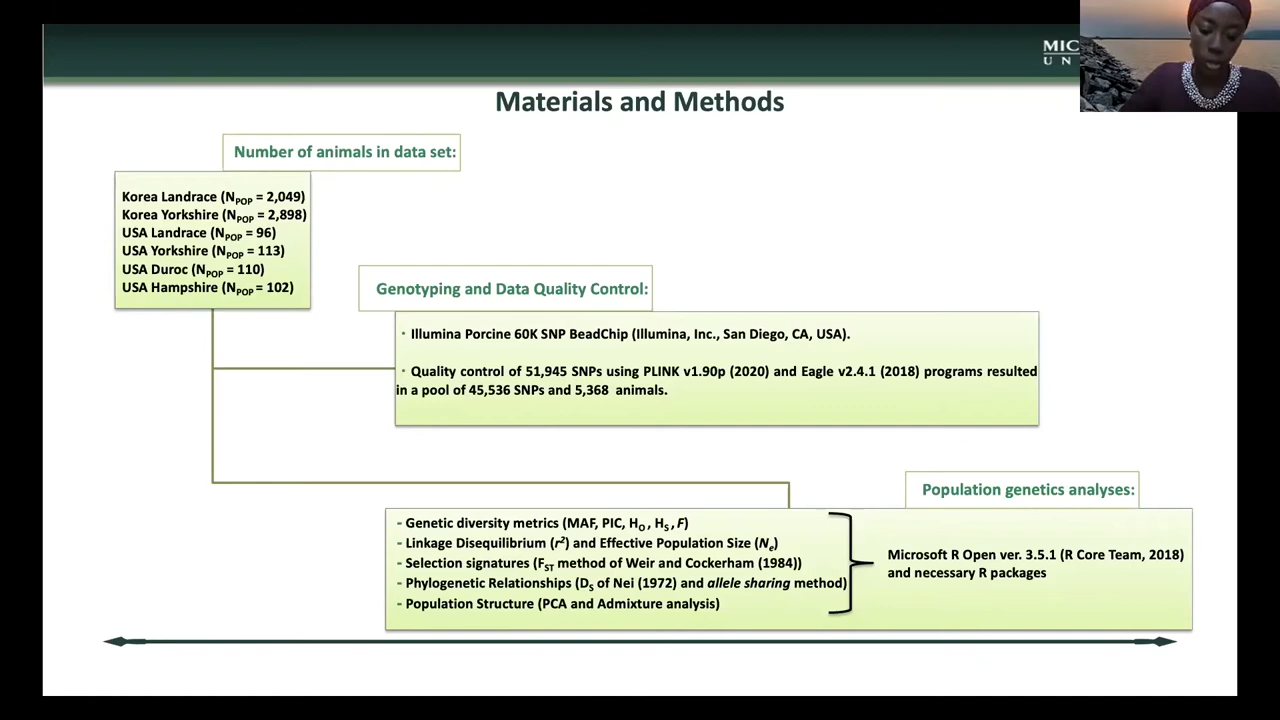 MIC
U N
Materials and Methods
Number of animals in data set:
Korea Landrace (NPOP = 2,049)
Korea Yorkshire (NPOP = 2,898)
USA Landrace (NPOP = 96)
USA Yorkshire (NPOP = 113)
USA Duroc (NPOP = 110)
USA Hampshire (NPOP = 102)
Genotyping and Data Quality Control:
· Illumina Porcine 60K SNP BeadChip (Illumina, Inc., San Diego, CA, USA).
· Quality control of 51,945 SNPs using PLINK v1.90p (2020) and Eagle v2.4.1 (2018) programs resulted
in a pool of 45,536 SNPs and 5,368 animals.
Population genetics analyses:
- Genetic diversity metrics (MAF, PIC, HO, HS, F)
- Linkage Disequilibrium (r²) and Effective Population Size (Ne)
- Selection signatures (FST method of Weir and Cockerham (1984))
- Phylogenetic Relationships (DS of Nei (1972) and allele sharing method)
- Population Structure (PCA and Admixture analysis)
Microsoft R Open ver. 3.5.1 (R Core Team, 2018)
and necessary R packages